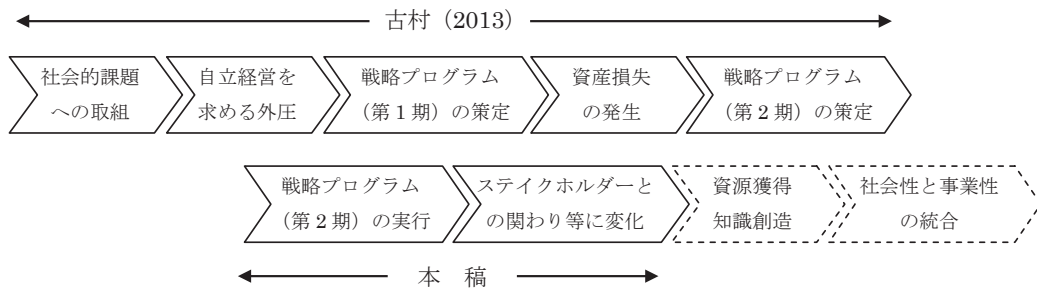 古村（2013）
社会的課題
への取組
自立経営を
求める外圧
戦略プログラム
（第1期）の策定
資産損失
の発生
戦略プログラム
（第2期）の策定
戦略プログラム
（第2期）の実行
ステイクホルダーと
の関わり等に変化
資源獲得
知識創造
社会性と事業性
の統合
本　稿